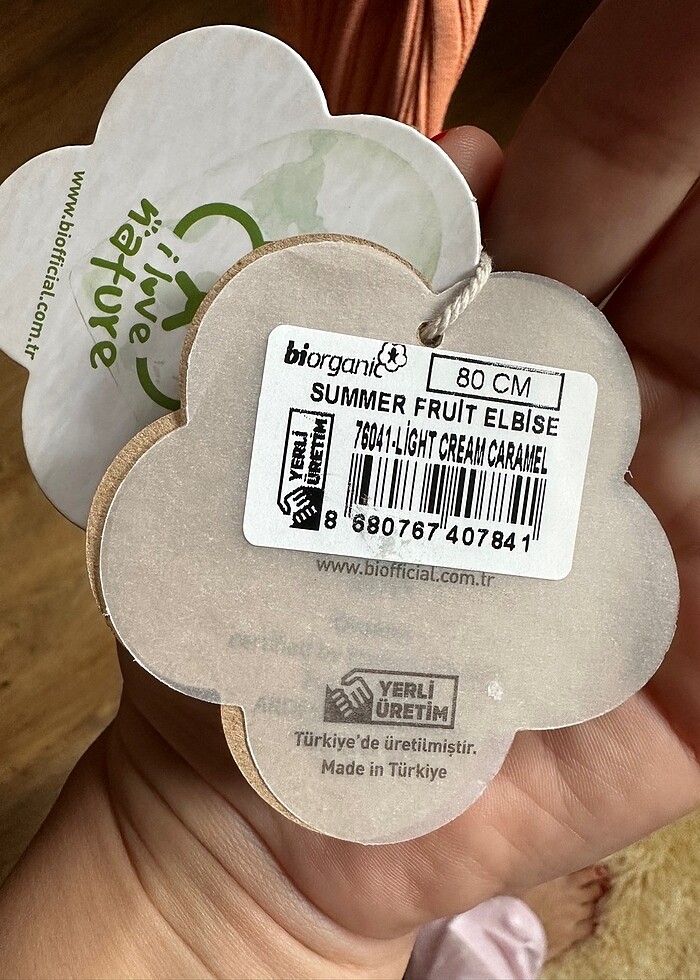 www.biofficial.com.tr
i love
nature
biorganic
80 CM
SUMMER FRUİT ELBİSE
76041-LİGHT CREAM CARAMEL
YERLİ
ÜRETİM
8 680767 407841
www.biofficial.com.tr
YERLİ
ÜRETİM
Türkiye'de üretilmiştir.
Made in Türkiye